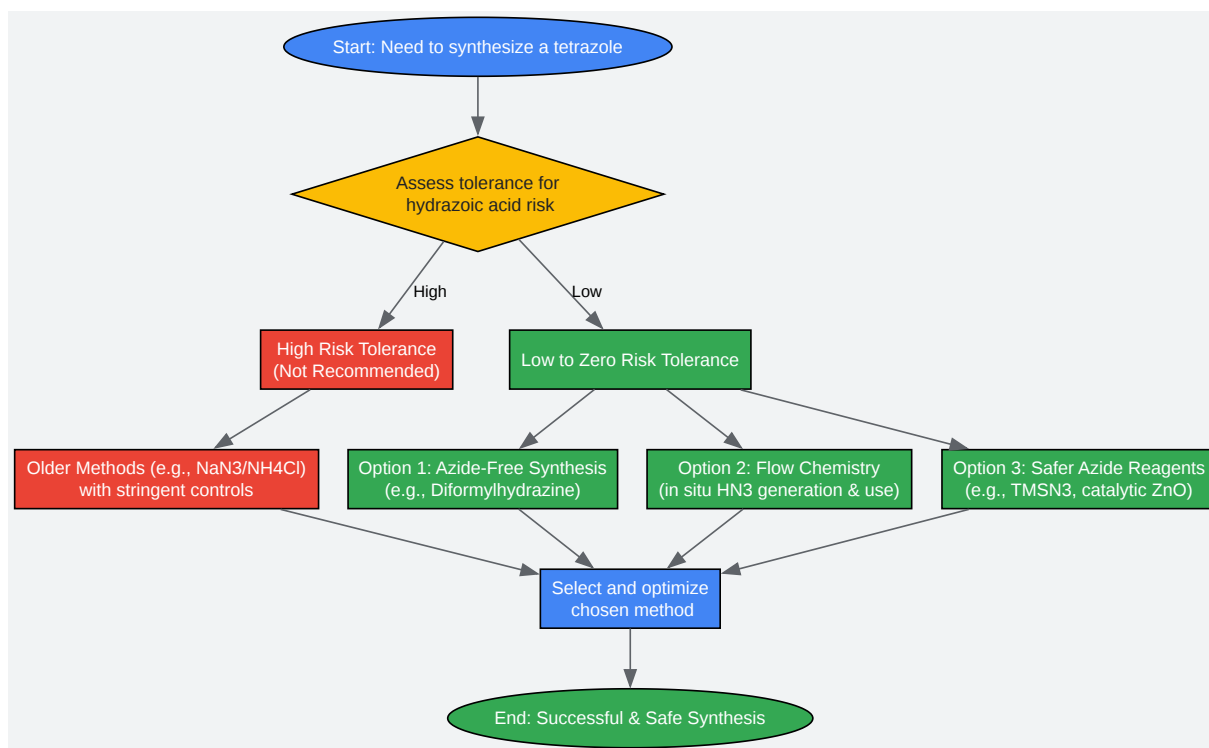 Start: Need to synthesize a tetrazole
Assess tolerance for
hydrazoic acid risk
High
Low
High Risk Tolerance
(Not Recommended)
Low to Zero Risk Tolerance
Older Methods (e.g., NaN3/NH4Cl)
with stringent controls
Option 1: Azide-Free Synthesis
(e.g., Diformylhydrazine)
Option 2: Flow Chemistry
(in situ HN3 generation & use)
Option 3: Safer Azide Reagents
(e.g., TMSN3, catalytic ZnO)
Select and optimize
chosen method
End: Successful & Safe Synthesis